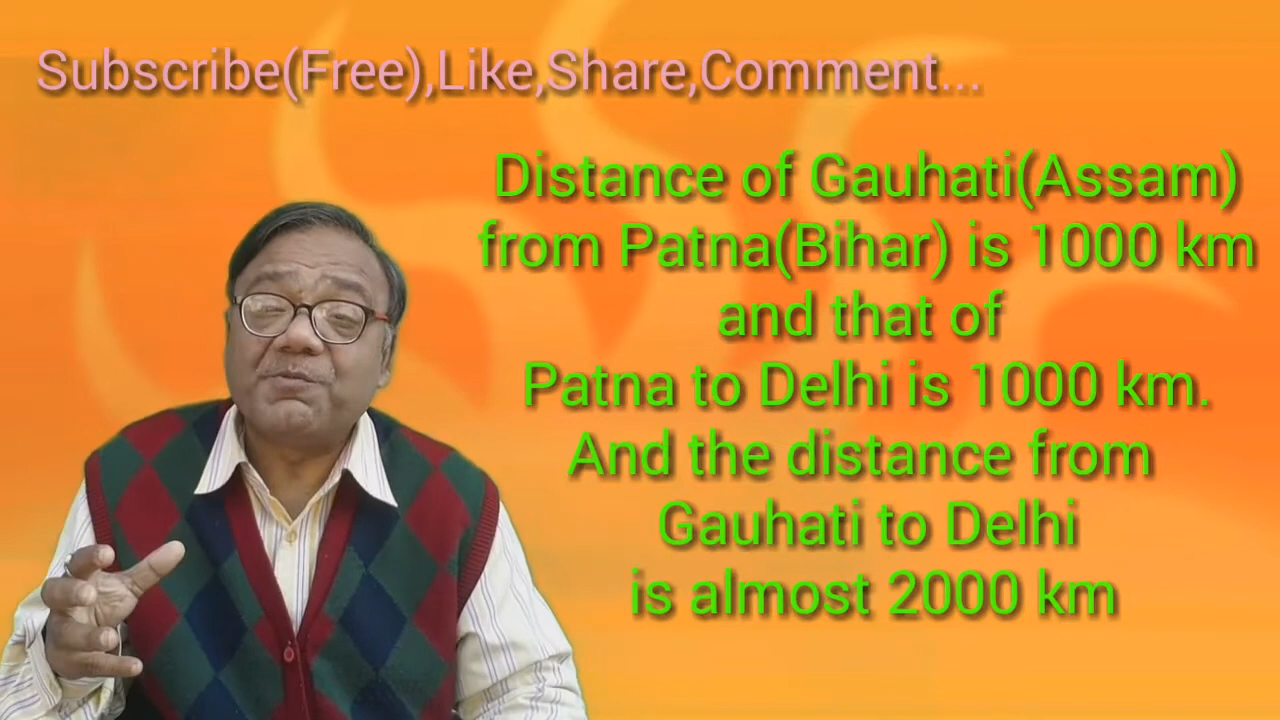 Subscribe(Free),Like,Share,Comment...
Distance of Gauhati(Assam)
from Patna(Bihar) is 1000 km
and that of
Patna to Delhi is 1000 km.
And the distance from
Gauhati to Delhi
is almost 2000 km